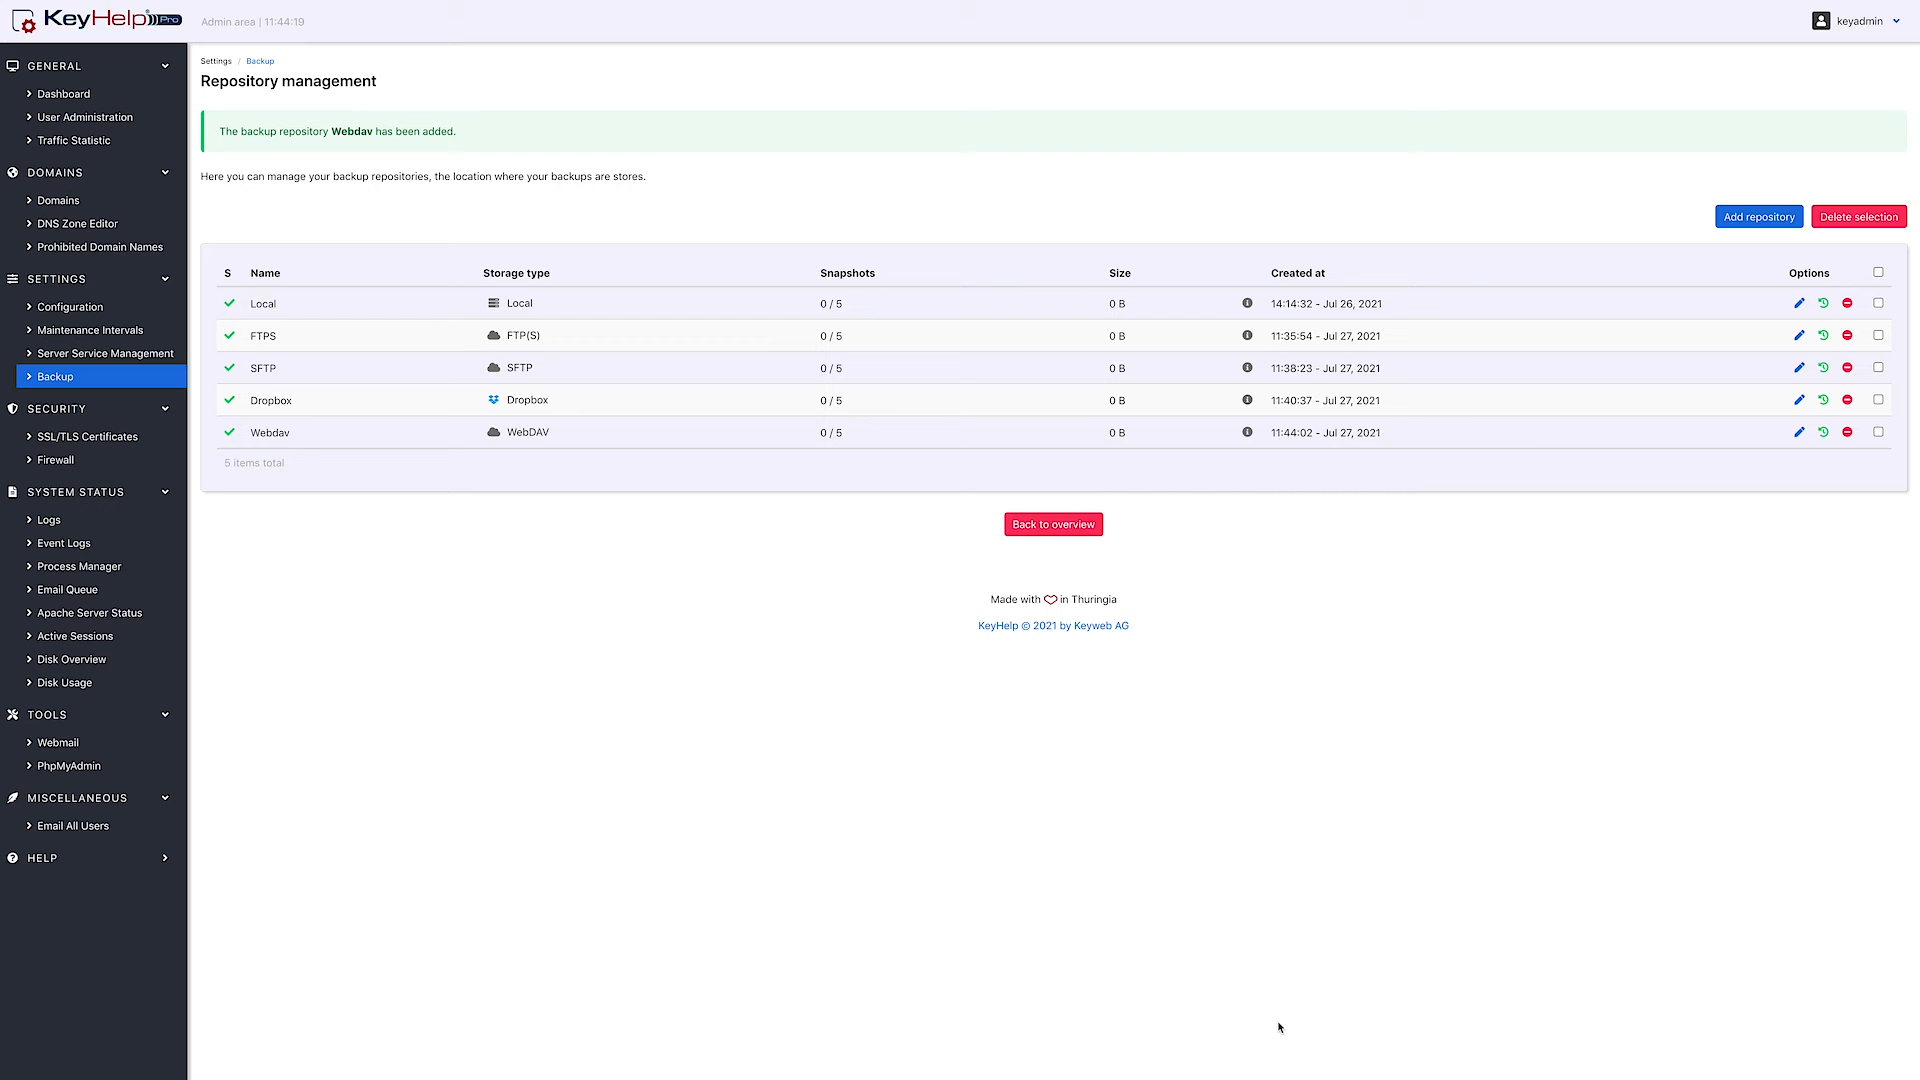 KeyHelp® Pro
Admin area | 11:44:19
keyadmin
GENERAL
Dashboard
User Administration
Traffic Statistic
DOMAINS
Domains
DNS Zone Editor
Prohibited Domain Names
SETTINGS
Configuration
Maintenance Intervals
Server Service Management
Backup
SECURITY
SSL/TLS Certificates
Firewall
SYSTEM STATUS
Logs
Event Logs
Process Manager
Email Queue
Apache Server Status
Active Sessions
Disk Overview
Disk Usage
TOOLS
Webmail
PhpMyAdmin
MISCELLANEOUS
Email All Users
HELP
Settings / Backup
Repository management
The backup repository Webdav has been added.
Here you can manage your backup repositories, the location where your backups are stores.
Add repository Delete selection
S Name Storage type Snapshots Size Created at Options
Local Local 0 / 5 0 B 14:14:32 - Jul 26, 2021
FTPS FTP(S) 0 / 5 0 B 11:35:54 - Jul 27, 2021
SFTP SFTP 0 / 5 0 B 11:38:23 - Jul 27, 2021
Dropbox Dropbox 0 / 5 0 B 11:40:37 - Jul 27, 2021
Webdav WebDAV 0 / 5 0 B 11:44:02 - Jul 27, 2021
5 items total
Back to overview
Made with in Thuringia
KeyHelp © 2021 by Keyweb AG